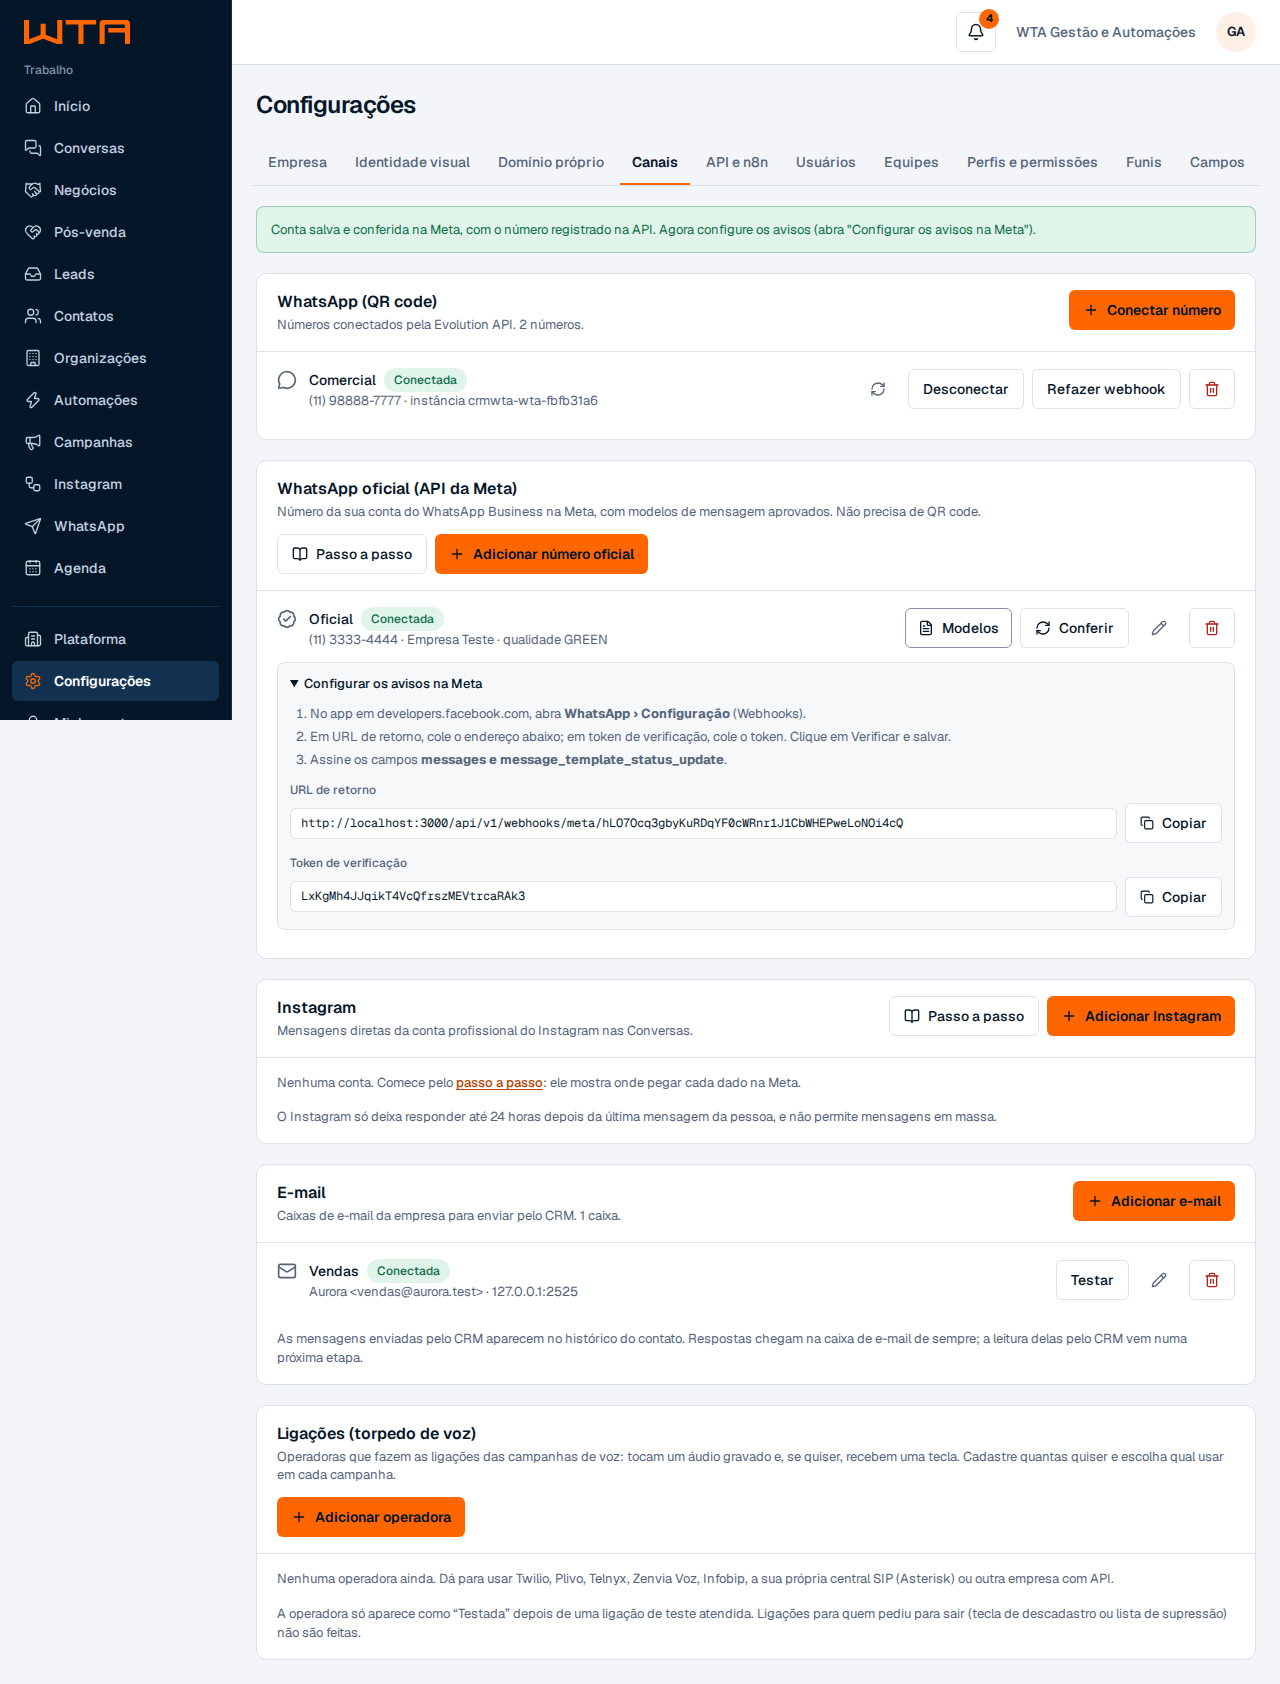 WTA
4
WTA Gestão e Automações
GA
Trabalho
Início
Conversas
Negócios
Pós-venda
Leads
Contatos
Organizações
Automações
Campanhas
Instagram
WhatsApp
Agenda
Plataforma
Configurações
Configurações
Empresa Identidade visual Domínio próprio Canais API e n8n Usuários Equipes Perfis e permissões Funis Campos
Conta salva e conferida na Meta, com o número registrado na API. Agora configure os avisos (abra "Configurar os avisos na Meta").
WhatsApp (QR code)
Números conectados pela Evolution API. 2 números.
Conectar número
Comercial Conectada
(11) 98888-7777 · instância crmwta-wta-fbfb31a6
Desconectar Refazer webhook
WhatsApp oficial (API da Meta)
Número da sua conta do WhatsApp Business na Meta, com modelos de mensagem aprovados. Não precisa de QR code.
Passo a passo Adicionar número oficial
Oficial Conectada
(11) 3333-4444 · Empresa Teste · qualidade GREEN
Modelos Conferir
Configurar os avisos na Meta
1. No app em developers.facebook.com, abra WhatsApp › Configuração (Webhooks).
2. Em URL de retorno, cole o endereço abaixo; em token de verificação, cole o token. Clique em Verificar e salvar.
3. Assine os campos messages e message_template_status_update.
URL de retorno
http://localhost:3000/api/v1/webhooks/meta/hLO7Ocq3gbyKuRDqYF0cWRnr1J1CbWHEPweLoNOi4cQ
Copiar
Token de verificação
LxKgMh4JJqikT4VcQfrszMEVtrcaRAk3
Copiar
Instagram
Mensagens diretas da conta profissional do Instagram nas Conversas.
Passo a passo Adicionar Instagram
Nenhuma conta. Comece pelo passo a passo: ele mostra onde pegar cada dado na Meta.
O Instagram só deixa responder até 24 horas depois da última mensagem da pessoa, e não permite mensagens em massa.
E-mail
Caixas de e-mail da empresa para enviar pelo CRM. 1 caixa.
Adicionar e-mail
Vendas Conectada
Aurora <vendas@aurora.test> · 127.0.0.1:2525
Testar
As mensagens enviadas pelo CRM aparecem no histórico do contato. Respostas chegam na caixa de e-mail de sempre; a leitura delas pelo CRM vem numa
próxima etapa.
Ligações (torpedo de voz)
Operadoras que fazem as ligações das campanhas de voz: tocam um áudio gravado e, se quiser, recebem uma tecla. Cadastre quantas quiser e escolha qual usar
em cada campanha.
Adicionar operadora
Nenhuma operadora ainda. Dá para usar Twilio, Plivo, Telnyx, Zenvia Voz, Infobip, a sua própria central SIP (Asterisk) ou outra empresa com API.
A operadora só aparece como “Testada” depois de uma ligação de teste atendida. Ligações para quem pediu para sair (tecla de descadastro ou lista de supressão)
não são feitas.